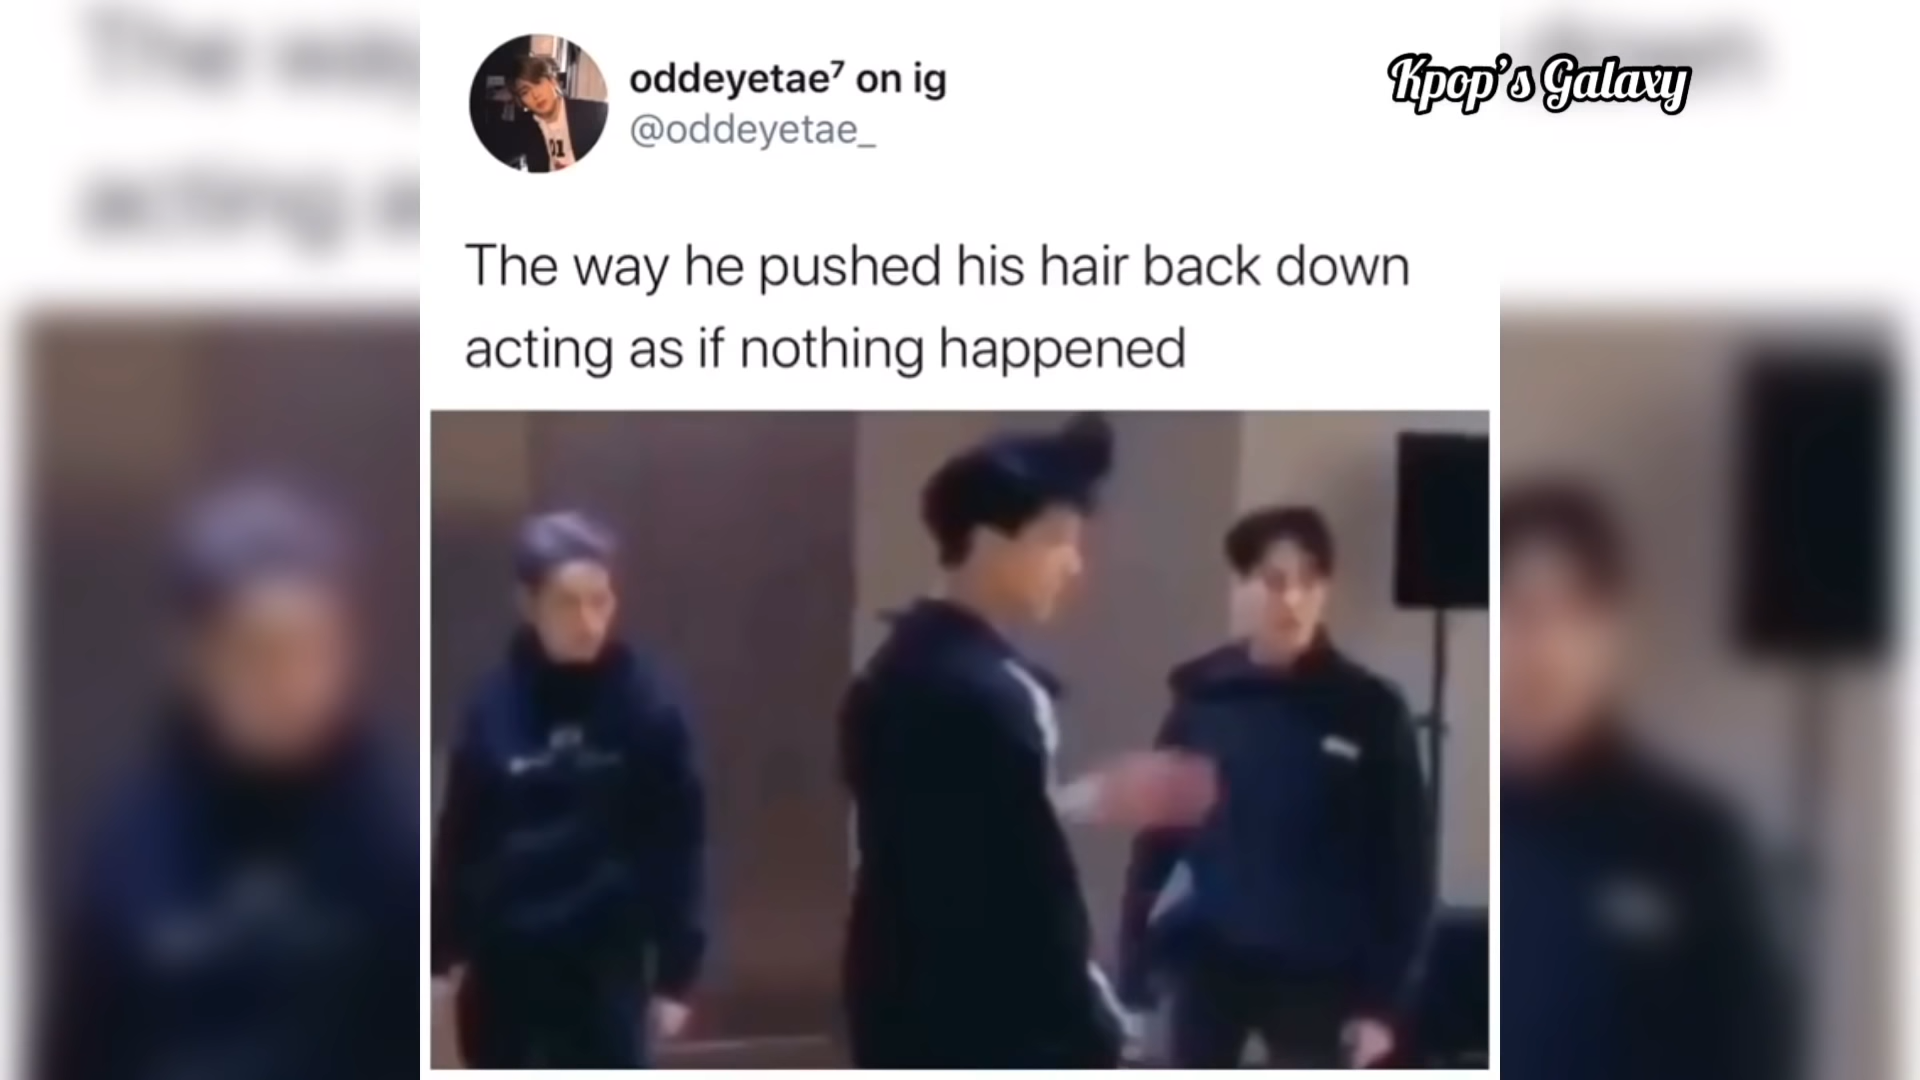 oddeyetae⁷ on ig
@oddeyetae_
Kpop's Galaxy
The way he pushed his hair back down
acting as if nothing happened